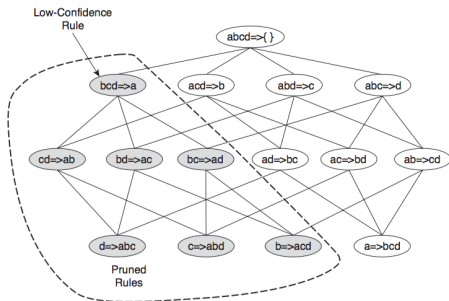 Low-Confidence
Rule
abcd=>{ }
bcd=>a
acd=>b
abd=>c
abc=>d
cd=>ab
bd=>ac
bc=>ad
ad=>bc
ac=>bd
ab=>cd
d=>abc
c=>abd
b=>acd
a=>bcd
Pruned
Rules